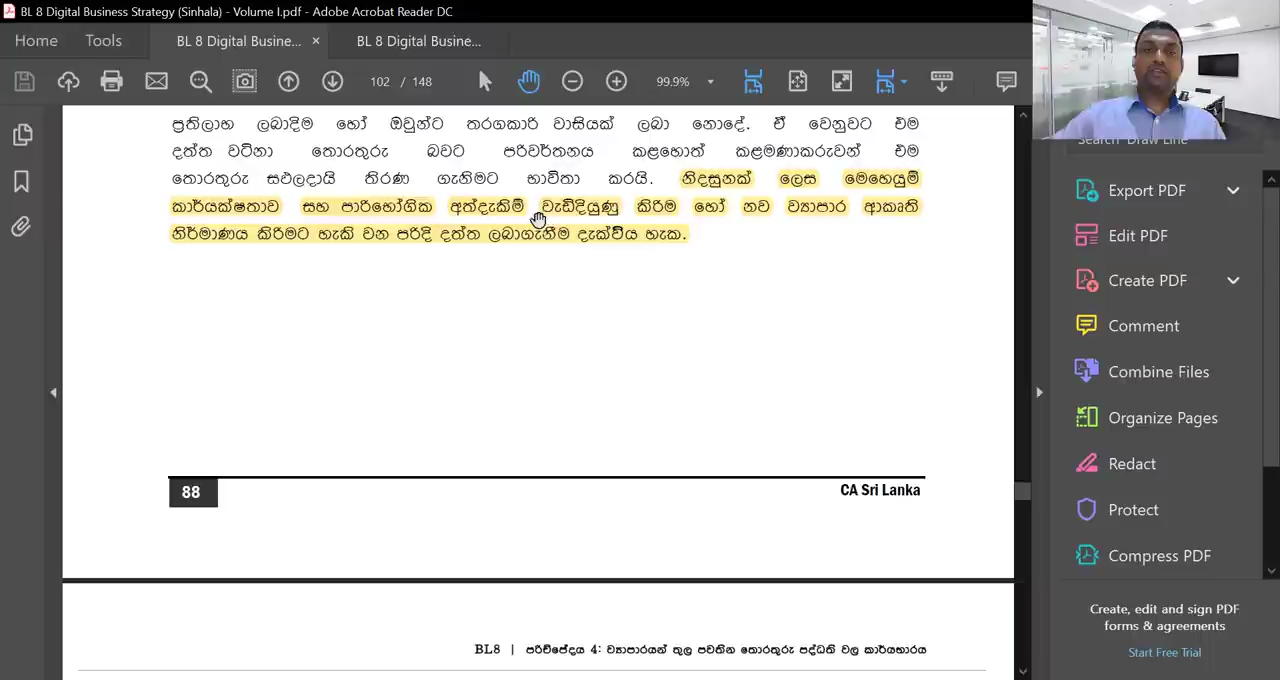 BL 8 Digital Business Strategy (Sinhala) - Volume I.pdf - Adobe Acrobat Reader DC
Home Tools BL 8 Digital Busine... × BL 8 Digital Busine...
102 / 148 99.9%
ප්‍රතිලාභ ලබාදීම හෝ ඔවුන්ට තරගකාරී වාසියක් ලබා නොදේ. ඒ වෙනුවට එම
දත්ත වටිනා තොරතුරු බවට පරිවර්තනය කළහොත් කළමණාකරුවන් එම
තොරතුරු සඵලදායි තීරණ ගැනීමට භාවිතා කරයි. නිදසුනක් ලෙස මෙහෙයුම්
කාර්යක්ෂතාව සහ පාරිභෝගික අත්දැකීම් වැඩිදියුණු කිරීම හෝ නව ව්‍යාපාර ආකෘති
නිර්මාණය කිරීමට හැකි වන පරිදි දත්ත ලබාගැනීම දැක්විය හැක.
88
CA Sri Lanka
BL8 | පරිච්ඡේදය 4: ව්‍යාපාරයන් තුල පවතින තොරතුරු පද්ධති වල කාර්යභාරය
Search 'Draw Line'
Export PDF
Edit PDF
Create PDF
Comment
Combine Files
Organize Pages
Redact
Protect
Compress PDF
Create, edit and sign PDF
forms & agreements
Start Free Trial